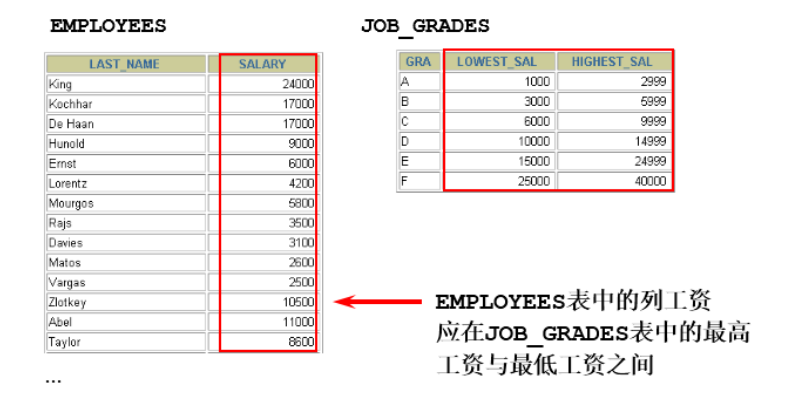 EMPLOYEES
JOB_GRADES
LAST_NAME SALARY
King 24000
Kochhar 17000
De Haan 17000
Hunold 9000
Ernst 6000
Lorentz 4200
Mourgos 5800
Rajs 3500
Davies 3100
Matos 2600
Vargas 2500
Zlotkey 10500
Abel 11000
Taylor 8600
...
GRA LOWEST_SAL HIGHEST_SAL
A 1000 2999
B 3000 5999
C 6000 9999
D 10000 14999
E 15000 24999
F 25000 40000
EMPLOYEES表中的列工资
应在JOB_GRADES表中的最高
工资与最低工资之间